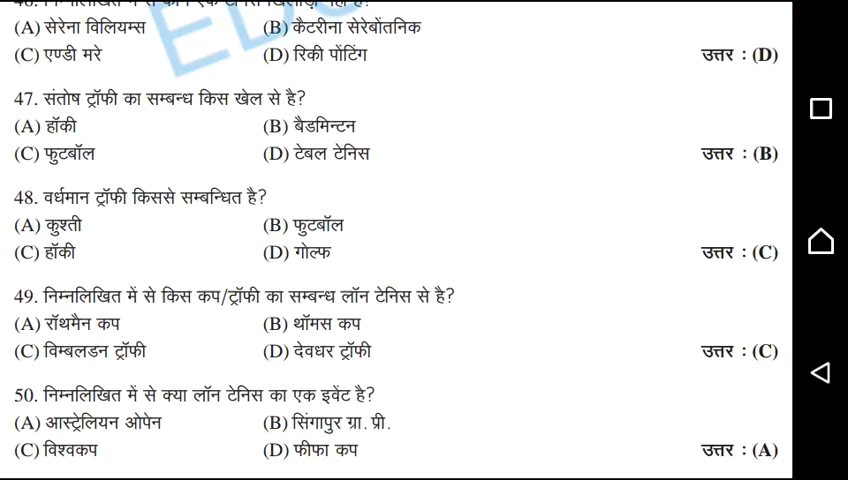 (A) सेरेना विलियम्स (B) कैटरीना सेरेबोंतनिक
(C) एण्डी मरे (D) रिकी पोंटिंग उत्तर : (D)
47. संतोष ट्रॉफी का सम्बन्ध किस खेल से है?
(A) हॉकी (B) बैडमिन्टन
(C) फुटबॉल (D) टेबल टेनिस उत्तर : (B)
48. वर्धमान ट्रॉफी किससे सम्बन्धित है?
(A) कुश्ती (B) फुटबॉल
(C) हॉकी (D) गोल्फ उत्तर : (C)
49. निम्नलिखित में से किस कप/ट्रॉफी का सम्बन्ध लॉन टेनिस से है?
(A) रॉथमैन कप (B) थॉमस कप
(C) विम्बलडन ट्रॉफी (D) देवधर ट्रॉफी उत्तर : (C)
50. निम्नलिखित में से क्या लॉन टेनिस का एक इवेंट है?
(A) आस्ट्रेलियन ओपेन (B) सिंगापुर ग्रा. प्री.
(C) विश्वकप (D) फीफा कप उत्तर : (A)